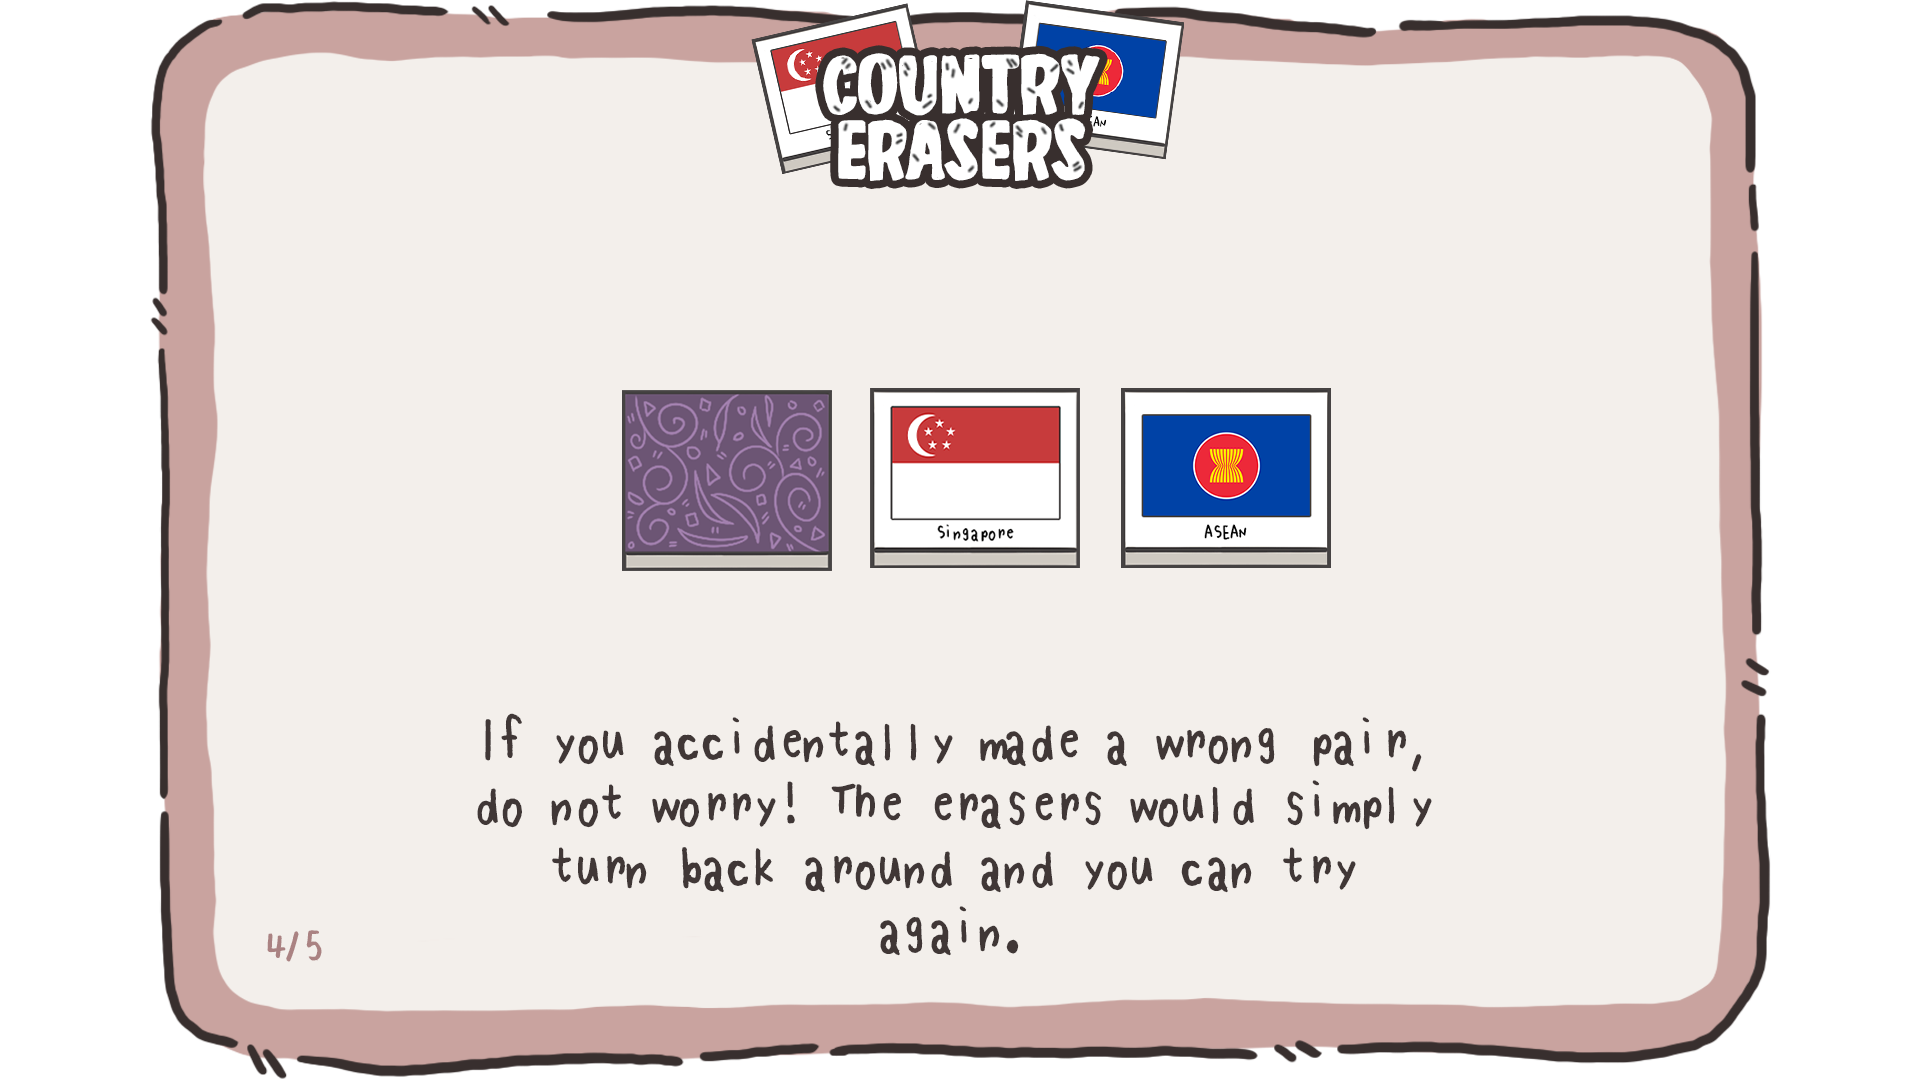 COUNTRY
ERASERS
Singapore
ASEAN
If you accidentally made a wrong pair,
do not worry! The erasers would simply
turn back around and you can try
again.
4/5